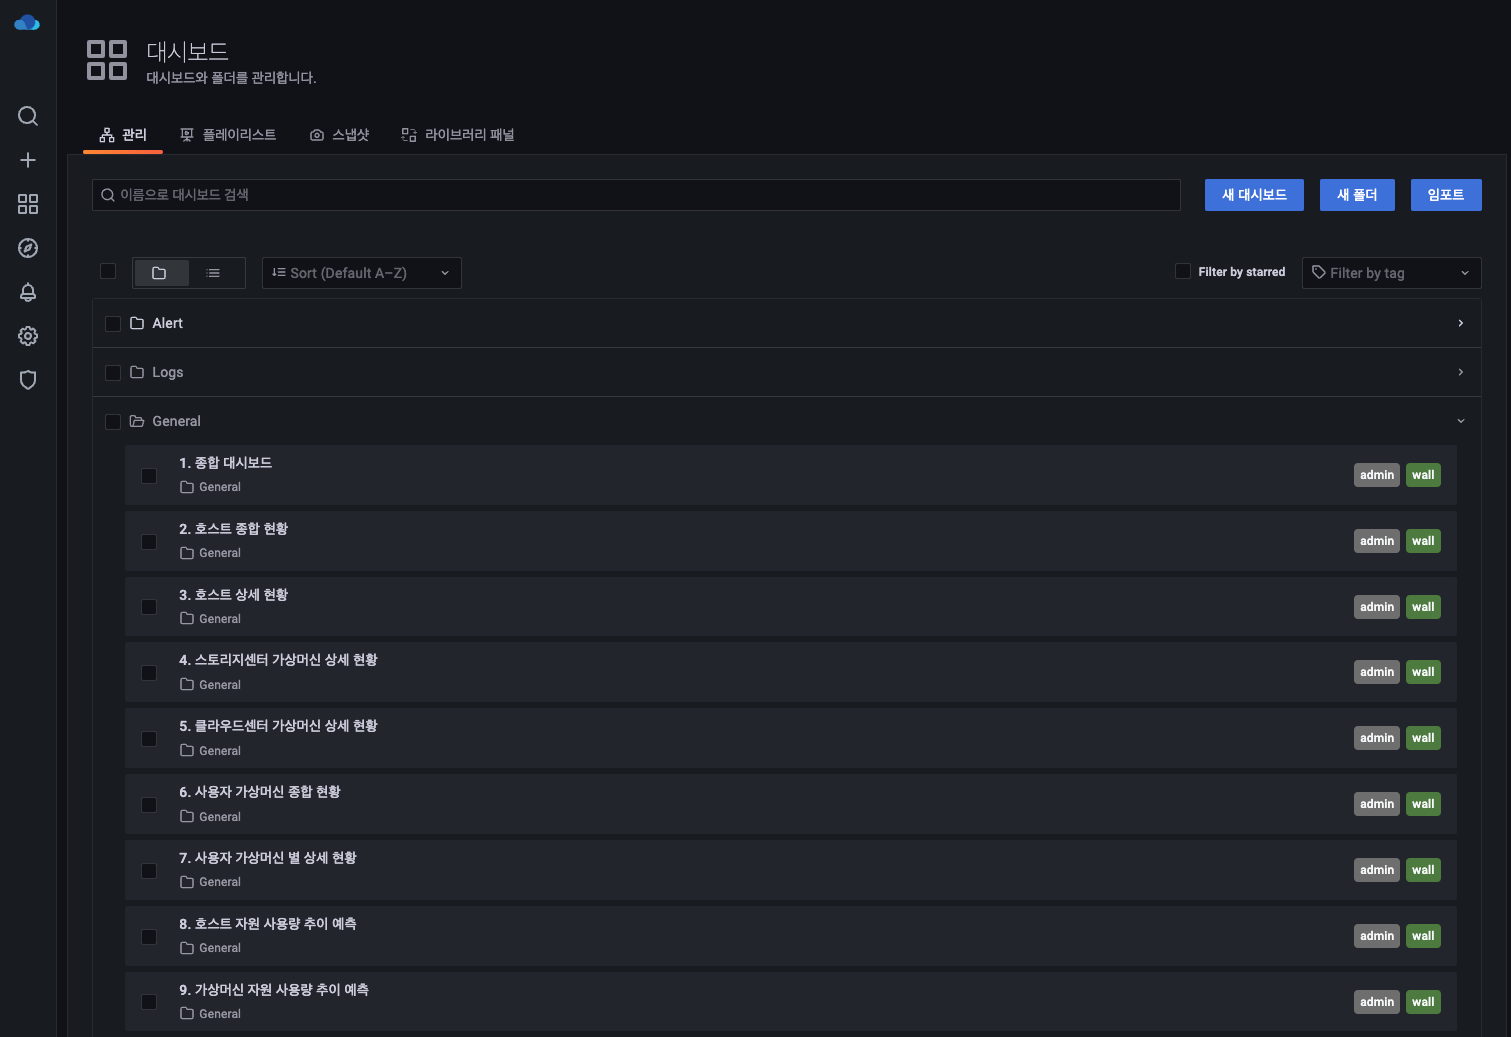 대시보드
대시보드와 폴더를 관리합니다.
관리 플레이리스트 스냅샷 라이브러리 패널
이름으로 대시보드 검색 새 대시보드 새 폴더 임포트
Sort (Default A–Z) Filter by starred Filter by tag
Alert
Logs
General
1. 종합 대시보드
General admin wall
2. 호스트 종합 현황
General admin wall
3. 호스트 상세 현황
General admin wall
4. 스토리지센터 가상머신 상세 현황
General admin wall
5. 클라우드센터 가상머신 상세 현황
General admin wall
6. 사용자 가상머신 종합 현황
General admin wall
7. 사용자 가상머신 별 상세 현황
General admin wall
8. 호스트 자원 사용량 추이 예측
General admin wall
9. 가상머신 자원 사용량 추이 예측
General admin wall